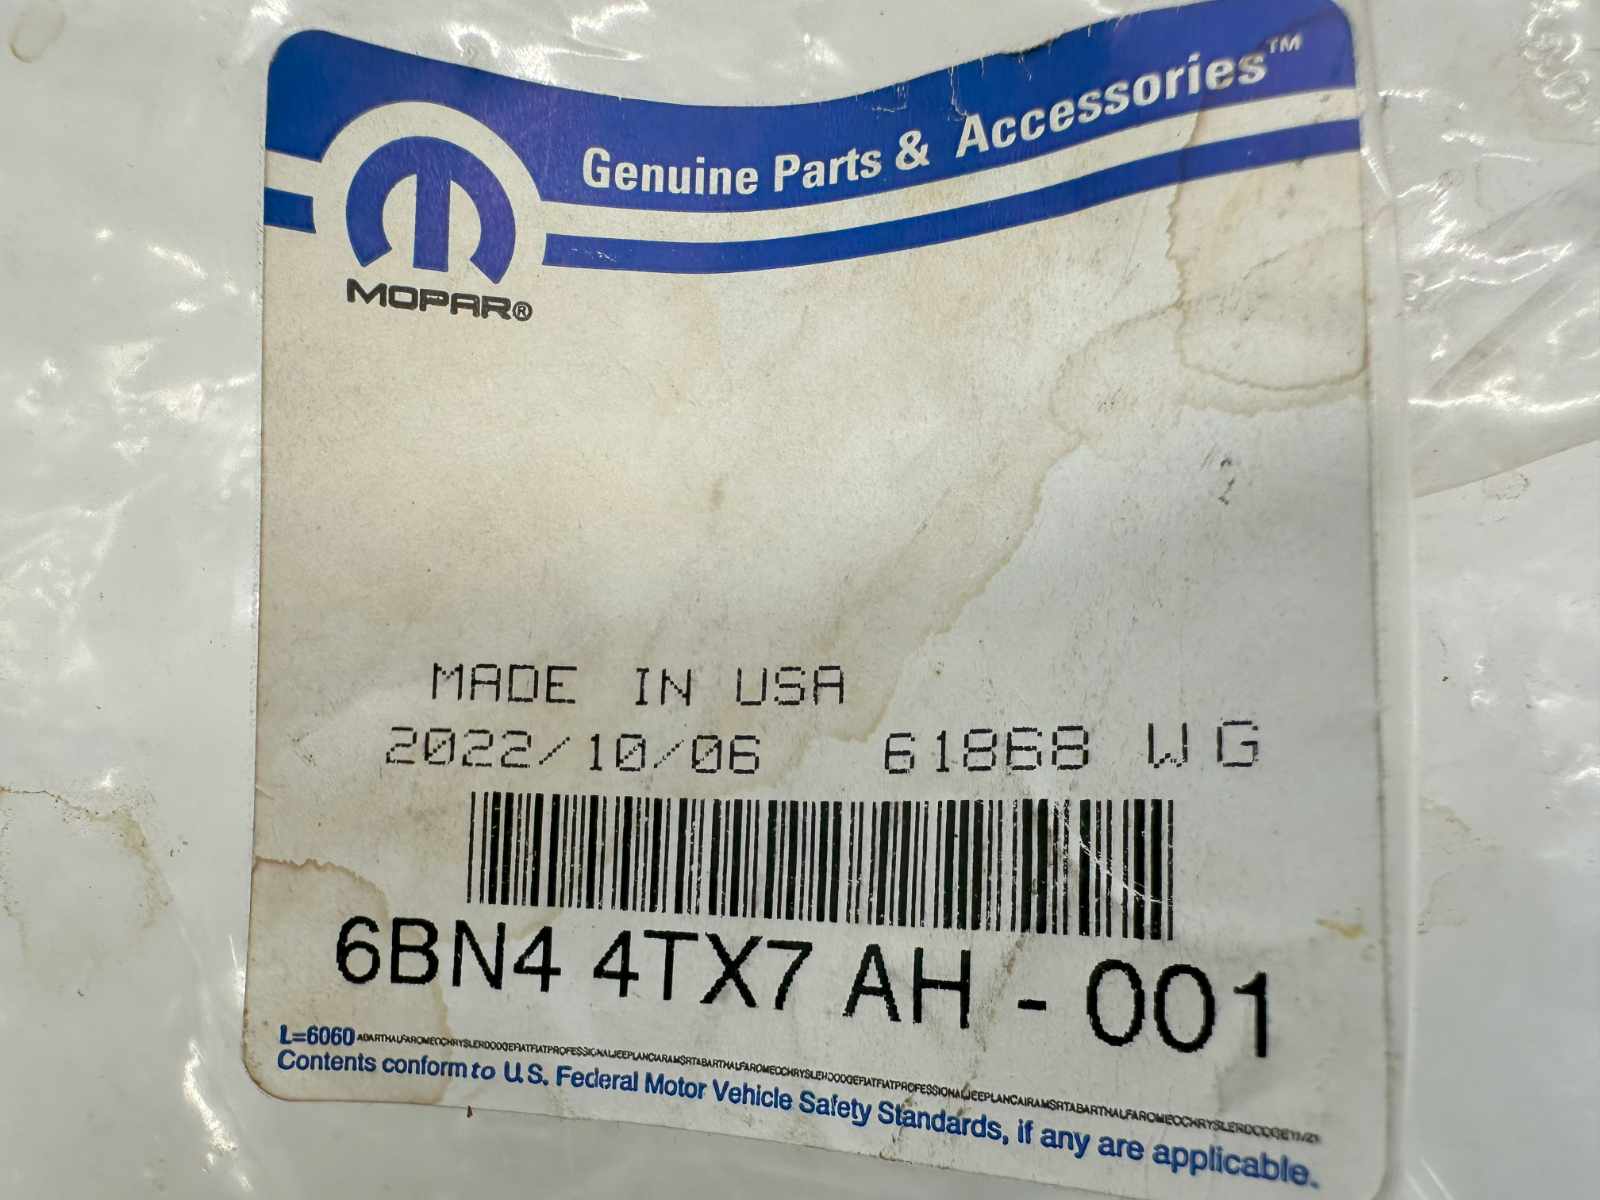 Genuine Parts & Accessories™
MOPAR®
MADE IN USA
2022/10/06 61868 WG
6BN4 4TX7 AH - 001
L=6060
Contents conform to U.S. Federal Motor Vehicle Safety Standards, if any are applicable.